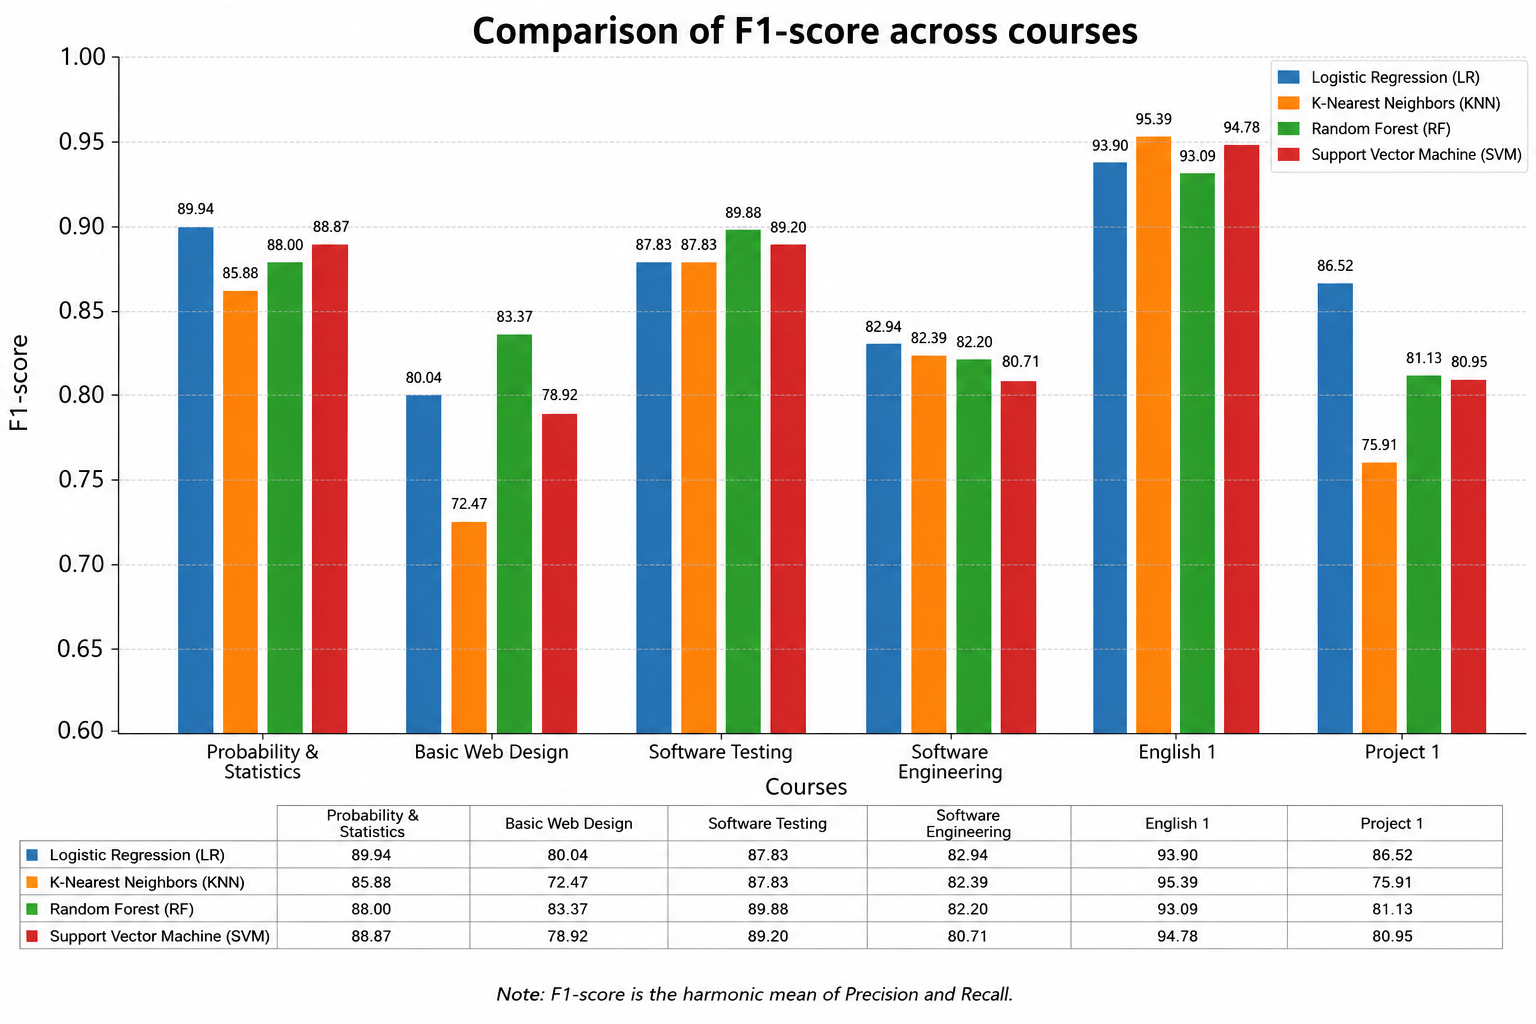 Comparison of F1-score across courses
1.00
0.95
0.90
0.85
0.80
0.75
0.70
0.65
0.60
F1-score
Logistic Regression (LR)
K-Nearest Neighbors (KNN)
Random Forest (RF)
Support Vector Machine (SVM)
89.94 85.88 88.00 88.87
80.04 72.47 83.37 78.92
87.83 87.83 89.88 89.20
82.94 82.39 82.20 80.71
93.90 95.39 93.09 94.78
86.52 75.91 81.13 80.95
Probability &
Statistics
Basic Web Design
Software Testing
Software
Engineering
English 1
Project 1
Courses
Probability &
Statistics
Basic Web Design
Software Testing
Software
Engineering
English 1
Project 1
Logistic Regression (LR) 89.94 80.04 87.83 82.94 93.90 86.52
K-Nearest Neighbors (KNN) 85.88 72.47 87.83 82.39 95.39 75.91
Random Forest (RF) 88.00 83.37 89.88 82.20 93.09 81.13
Support Vector Machine (SVM) 88.87 78.92 89.20 80.71 94.78 80.95
Note: F1-score is the harmonic mean of Precision and Recall.